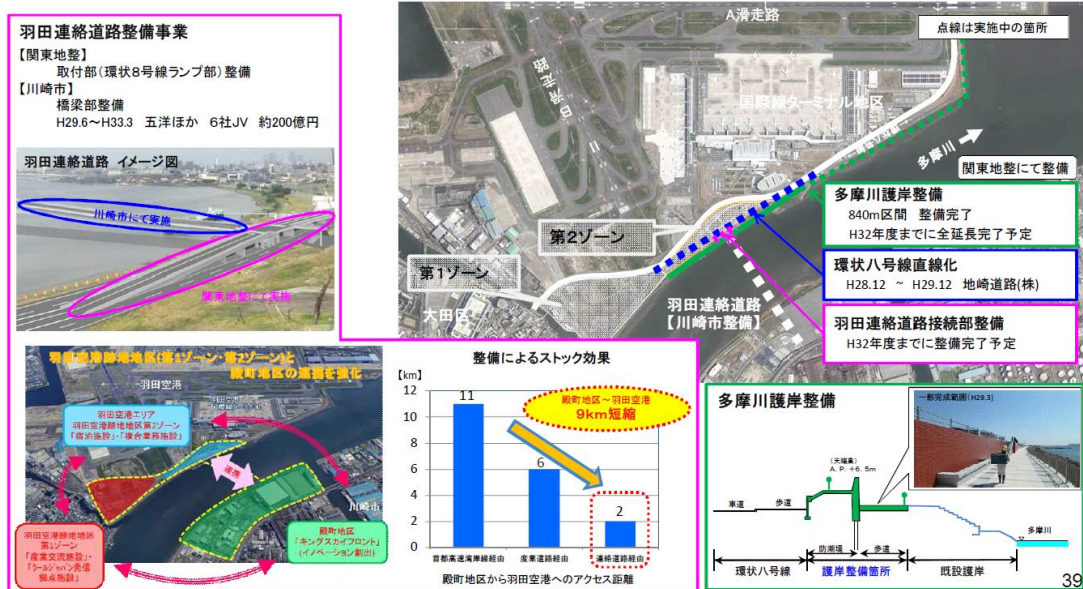 羽田連絡道路整備事業
【関東地整】
取付部(環状8号線ランプ部)整備
【川崎市】
橋梁部整備
H29.6～H33.3　五洋ほか　6社JV　約200億円
羽田連絡道路 イメージ図
川崎市にて実施
関東地整にて実施
A滑走路
点線は実施中の箇所
B滑走路
国際線ターミナル地区
多摩川
関東地整にて整備
多摩川護岸整備
840m区間　整備完了
H32年度までに全延長完了予定
環状八号線直線化
H28.12　～　H29.12　地崎道路(株)
羽田連絡道路接続部整備
H32年度までに整備完了予定
第2ゾーン
第1ゾーン
大田区
羽田連絡道路
【川崎市整備】
羽田空港跡地地区(第1ゾーン・第2ゾーン)と
殿町地区の連携を強化
羽田空港
羽田空港エリア
羽田空港跡地地区第2ゾーン
「宿泊施設」・「複合業務施設」
連携
川崎市
羽田空港跡地地区
第1ゾーン
「産業交流施設」・
「クールジャパン発信
拠点施設」
殿町地区
「キングスカイフロント」
(イノベーション創出)
整備によるストック効果
[km]
12
10
8
6
4
2
0
11
6
2
殿町地区～羽田空港
9km短縮
首都高速湾岸線経由
産業道路経由
連絡道路経由
殿町地区から羽田空港へのアクセス距離
多摩川護岸整備
一部完成範囲(H29.3)
(天端高)
A.P.+6.5m
車道
歩道
多摩川
防潮堤
歩道
環状八号線
護岸整備箇所
既設護岸
39